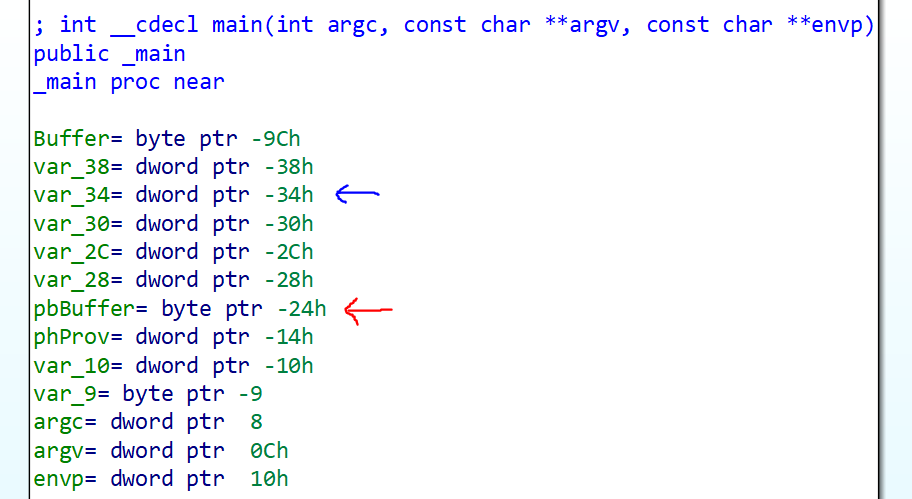 ; int __cdecl main(int argc, const char **argv, const char **envp)
public _main
_main proc near
Buffer= byte ptr -9Ch
var_38= dword ptr -38h
var_34= dword ptr -34h
var_30= dword ptr -30h
var_2C= dword ptr -2Ch
var_28= dword ptr -28h
pbBuffer= byte ptr -24h
phProv= dword ptr -14h
var_10= dword ptr -10h
var_9= byte ptr -9
argc= dword ptr  8
argv= dword ptr  0Ch
envp= dword ptr  10h